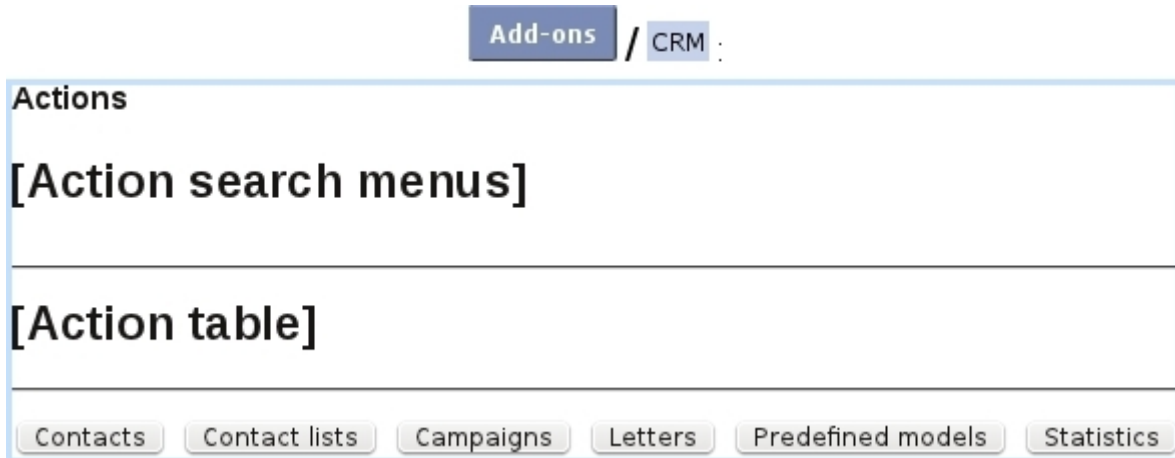 Add-ons / CRM :
Actions
[Action search menus]
[Action table]
Contacts Contact lists Campaigns Letters Predefined models Statistics